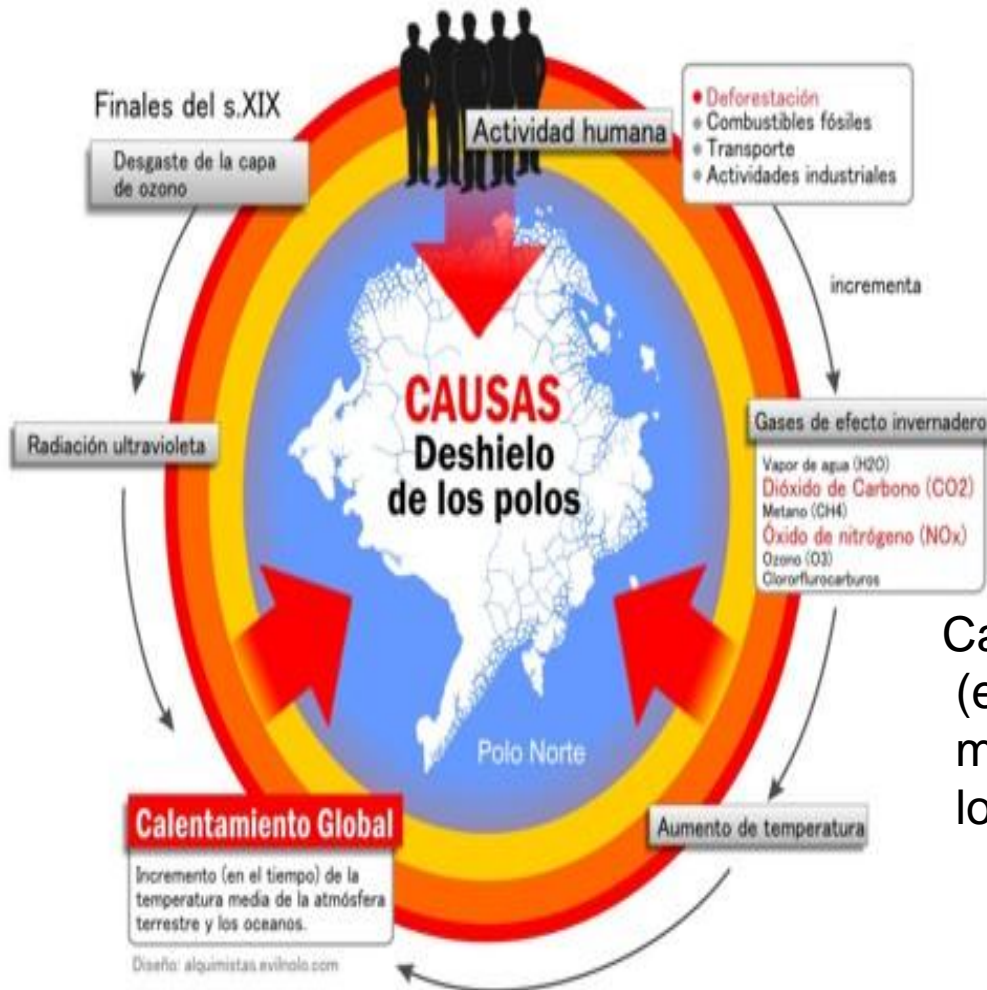 Finales del s.XIX
Desgaste de la capa
de ozono
Actividad humana
Deforestación
Combustibles fósiles
Transporte
Actividades industriales
incrementa
CAUSAS
Deshielo
de los polos
Radiación ultravioleta
Gases de efecto invernadero
Vapor de agua (H2O)
Dióxido de Carbono (CO2)
Metano (CH4)
Óxido de nitrógeno (NOx)
Ozono (O3)
Clororflurocarburos
Polo Norte
Calentamiento Global
Incremento (en el tiempo) de la
temperatura media de la atmósfera
terrestre y los oceanos.
Aumento de temperatura
Diseño: alquimistas.evilnolo.com
Ca
(e
m
lo